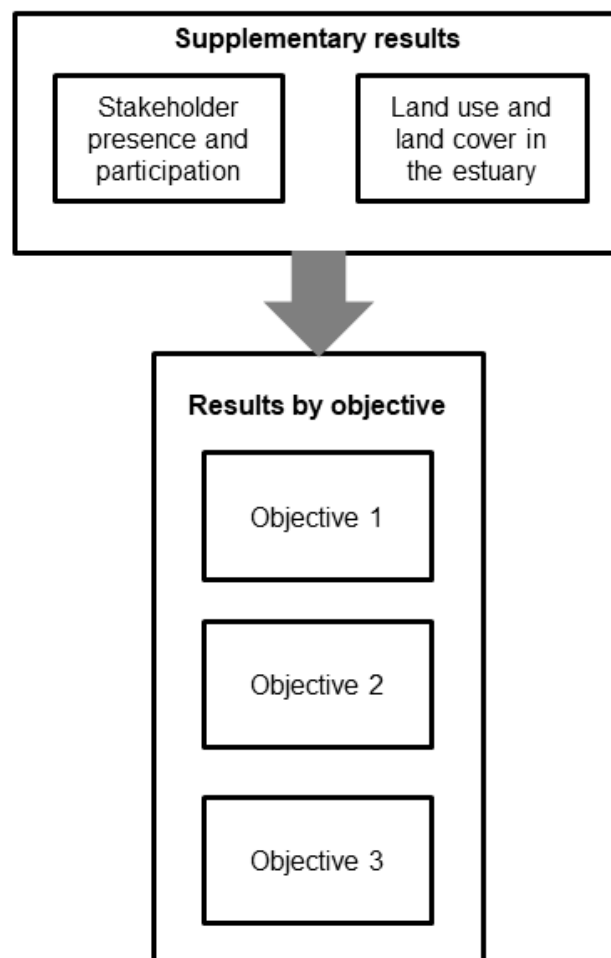 Supplementary results
Stakeholder
presence and
participation
Land use and
land cover in
the estuary
Results by objective
Objective 1
Objective 2
Objective 3